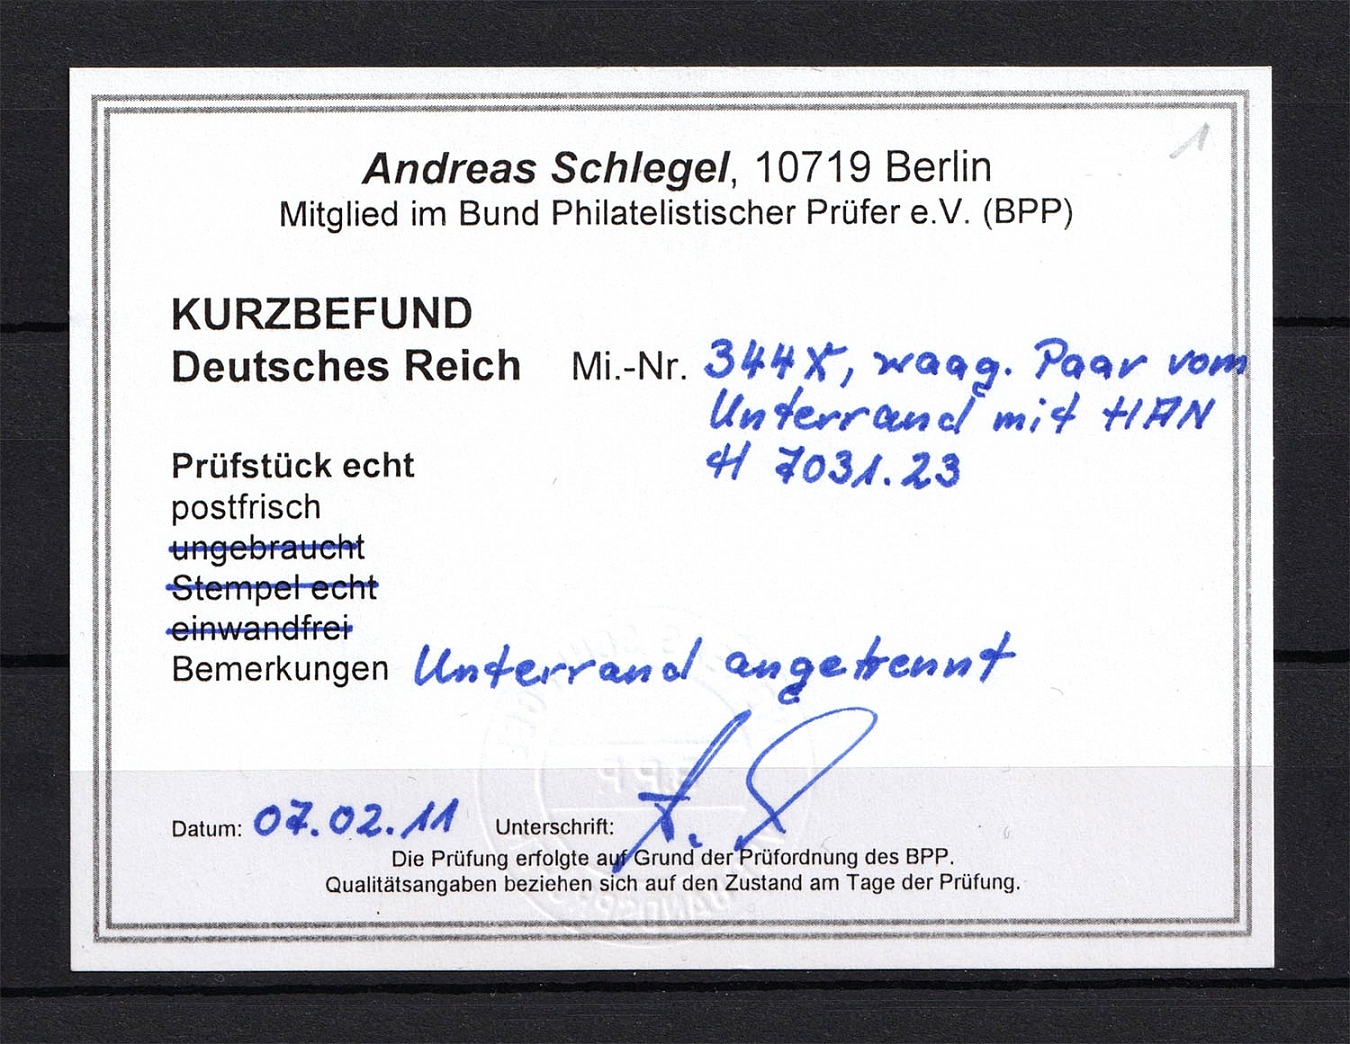 1
Andreas Schlegel, 10719 Berlin
Mitglied im Bund Philatelistischer Prüfer e.V. (BPP)
KURZBEFUND
Deutsches Reich Mi.-Nr. 344X, waag. Paar vom
Unterrand mit HAN
H 7031.23
Prüfstück echt
postfrisch
ungebraucht
Stempel echt
einwandfrei
Bemerkungen Unterrand angetrennt
Datum: 07.02.11 Unterschrift:
Die Prüfung erfolgte auf Grund der Prüfordnung des BPP.
Qualitätsangaben beziehen sich auf den Zustand am Tage der Prüfung.